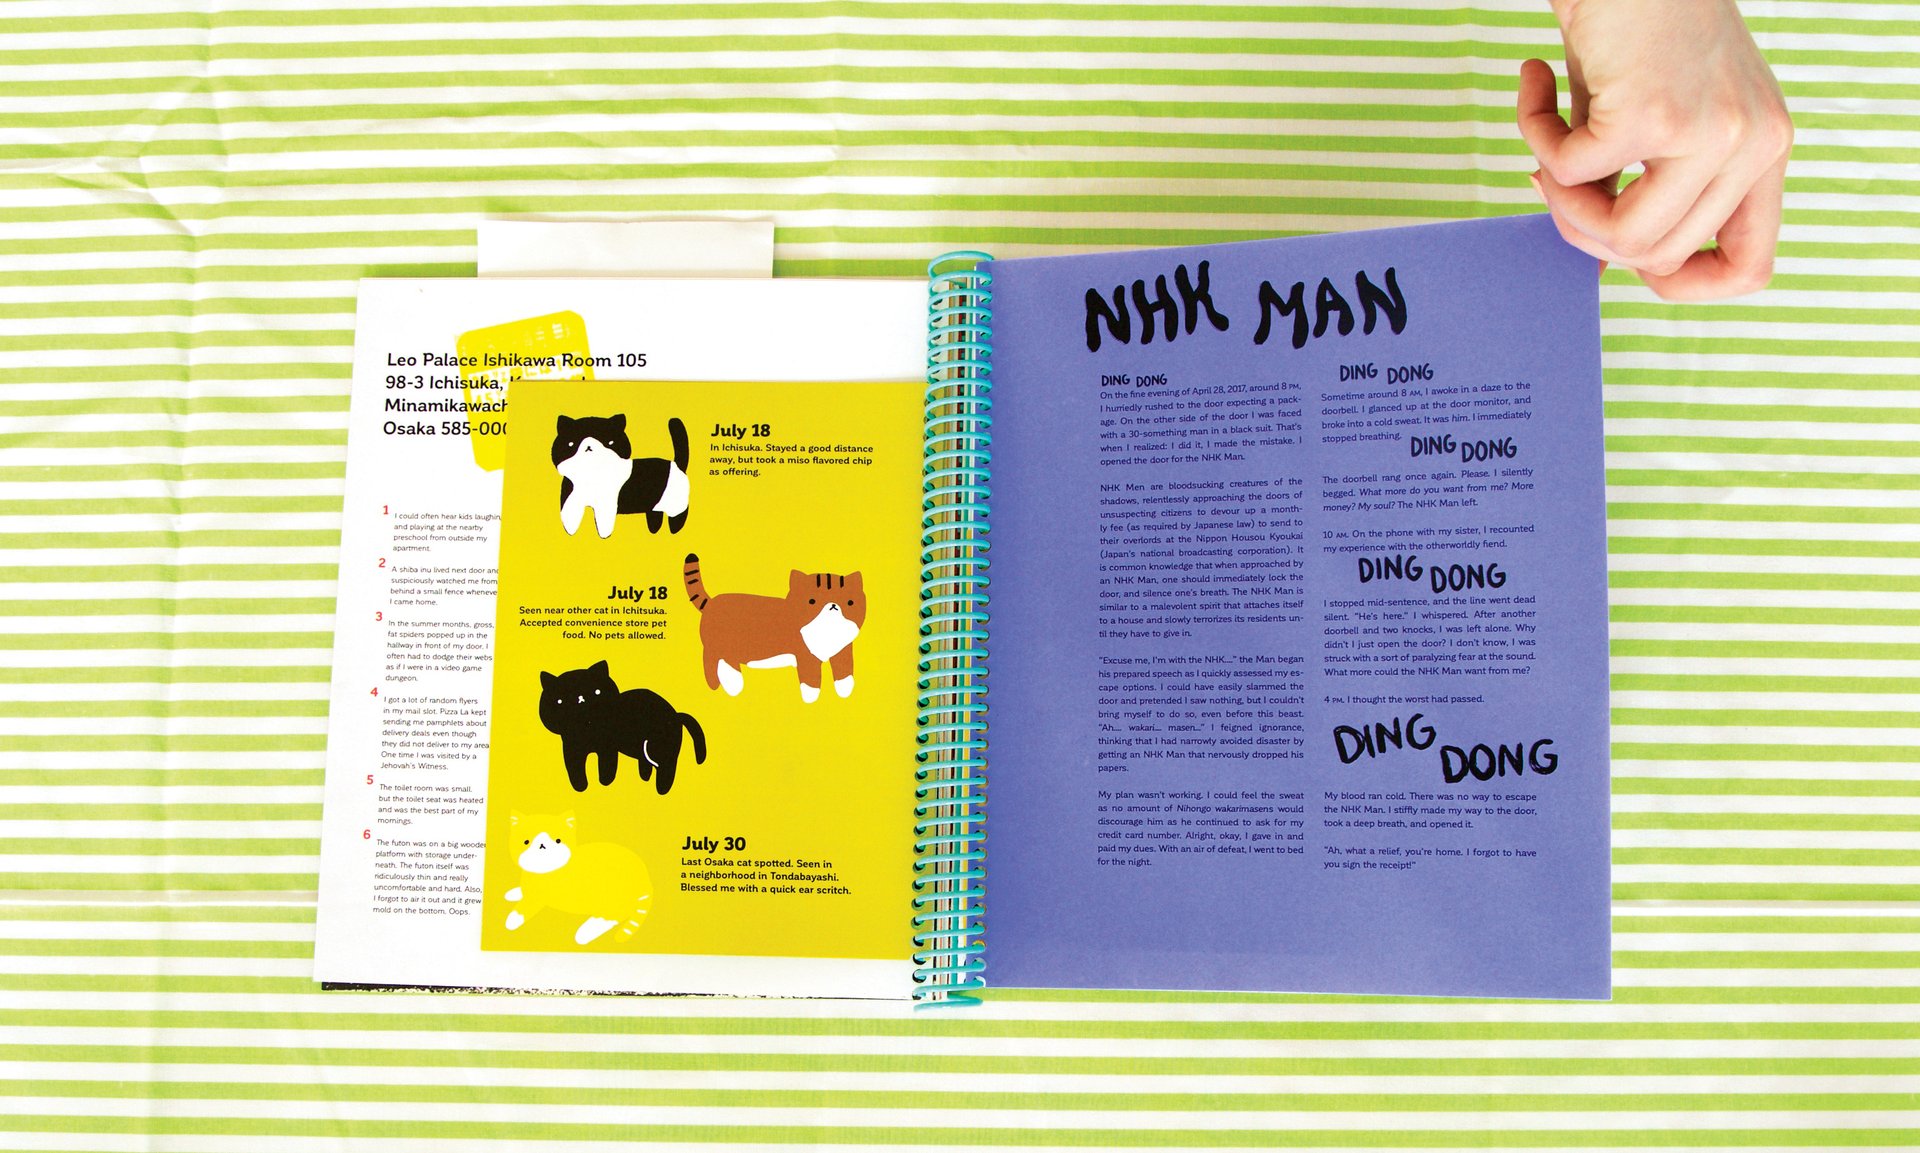 Leo Palace Ishikawa Room 105
98-3 Ichisuka,
Minamikawach
Osaka 585-000
1
I could often hear kids laughin
and playing at the nearby
preschool from outside my
apartment.
2
A shiba inu lived next door and
suspiciously watched me from
behind a small fence wheneve
I came home.
3
In the summer months, gross,
fat spiders popped up in the
hallway in front of my door. I
often had to dodge their webs
as if I were in a video game
dungeon.
4
I got a lot of random flyers
in my mail slot. Pizza La kept
sending me pamphlets about
delivery deals even though
they did not deliver to my area
One time I was visited by a
Jehovah's Witness.
5
The toilet room was small,
but the toilet seat was heated
and was the best part of my
mornings.
6
The futon was on a big wooden
platform with storage under-
neath. The futon itself was
ridiculously thin and really
uncomfortable and hard. Also,
I forgot to air it out and it grew
mold on the bottom. Oops.
July 18
In Ichisuka. Stayed a good distance
away, but took a miso flavored chip
as offering.
July 18
Seen near other cat in Ichitsuka.
Accepted convenience store pet
food. No pets allowed.
July 30
Last Osaka cat spotted. Seen in
a neighborhood in Tondabayashi.
Blessed me with a quick ear scritch.
NHK MAN
DING DONG
On the fine evening of April 28, 2017, around 8 PM,
I hurriedly rushed to the door expecting a pack-
age. On the other side of the door I was faced
with a 30-something man in a black suit. That's
when I realized: I did it, I made the mistake. I
opened the door for the NHK Man.
NHK Men are bloodsucking creatures of the
shadows, relentlessly approaching the doors of
unsuspecting citizens to devour up a month-
ly fee (as required by Japanese law) to send to
their overlords at the Nippon Housou Kyoukai
(Japan's national broadcasting corporation). It
is common knowledge that when approached by
an NHK Man, one should immediately lock the
door, and silence one's breath. The NHK Man is
similar to a malevolent spirit that attaches itself
to a house and slowly terrorizes its residents un-
til they have to give in.
"Excuse me, I'm with the NHK...." the Man began
his prepared speech as I quickly assessed my es-
cape options. I could have easily slammed the
door and pretended I saw nothing, but I couldn't
bring myself to do so, even before this beast.
"Ah.... wakari.... masen..." I feigned ignorance,
thinking that I had narrowly avoided disaster by
getting an NHK Man that nervously dropped his
papers.
My plan wasn't working. I could feel the sweat
as no amount of Nihongo wakarimasens would
discourage him as he continued to ask for my
credit card number. Alright, okay, I gave in and
paid my dues. With an air of defeat, I went to bed
for the night.
DING DONG
Sometime around 8 AM, I awoke in a daze to the
doorbell. I glanced up at the door monitor, and
broke into a cold sweat. It was him. I immediately
stopped breathing.
DING DONG
The doorbell rang once again. Please. I silently
begged. What more do you want from me? More
money? My soul? The NHK Man left.
10 AM. On the phone with my sister, I recounted
my experience with the otherworldly fiend.
DING DONG
I stopped mid-sentence, and the line went dead
silent. "He's here." I whispered. After another
doorbell and two knocks, I was left alone. Why
didn't I just open the door? I don't know, I was
struck with a sort of paralyzing fear at the sound.
What more could the NHK Man want from me?
4 PM. I thought the worst had passed.
DING DONG
My blood ran cold. There was no way to escape
the NHK Man. I stiffly made my way to the door,
took a deep breath, and opened it.
"Ah, what a relief, you're home. I forgot to have
you sign the receipt!"